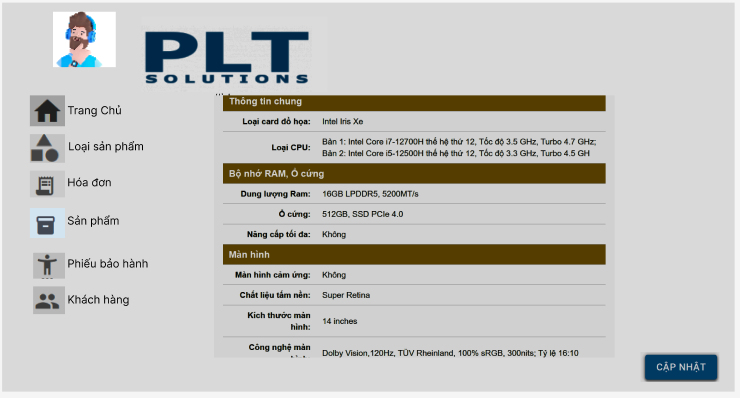 PLT
SOLUTIONS
Trang Chủ
Loại sản phẩm
Hóa đơn
Sản phẩm
Phiếu bảo hành
Khách hàng
Thông tin chung
Loại card đồ họa: Intel Iris Xe
Loại CPU: Bản 1: Intel Core i7-12700H thế hệ thứ 12, Tốc độ 3.5 GHz, Turbo 4.7 GHz;
Bản 2: Intel Core i5-12500H thế hệ thứ 12, Tốc độ 3.3 GHz, Turbo 4.5 GH
Bộ nhớ RAM, Ổ cứng
Dung lượng Ram: 16GB LPDDR5, 5200MT/s
Ổ cứng: 512GB, SSD PCIe 4.0
Nâng cấp tối đa: Không
Màn hình
Màn hình cảm ứng: Không
Chất liệu tấm nền: Super Retina
Kích thước màn
hình: 14 inches
Công nghệ màn
Dolby Vision,120Hz, TÜV Rheinland, 100% sRGB, 300nits; Tỷ lệ 16:10
CẬP NHẬT